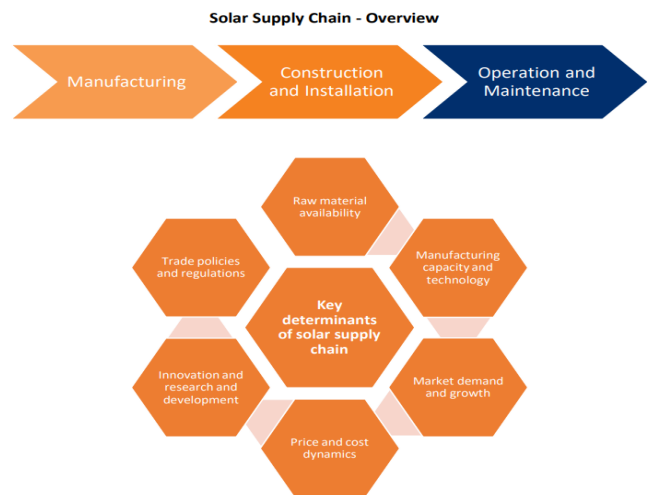 Solar Supply Chain - Overview
Manufacturing
Construction
and Installation
Operation and
Maintenance
Raw material
availability
Manufacturing
capacity and
technology
Market demand
and growth
Price and cost
dynamics
Innovation and
research and
development
Trade policies
and regulations
Key
determinants
of solar supply
chain